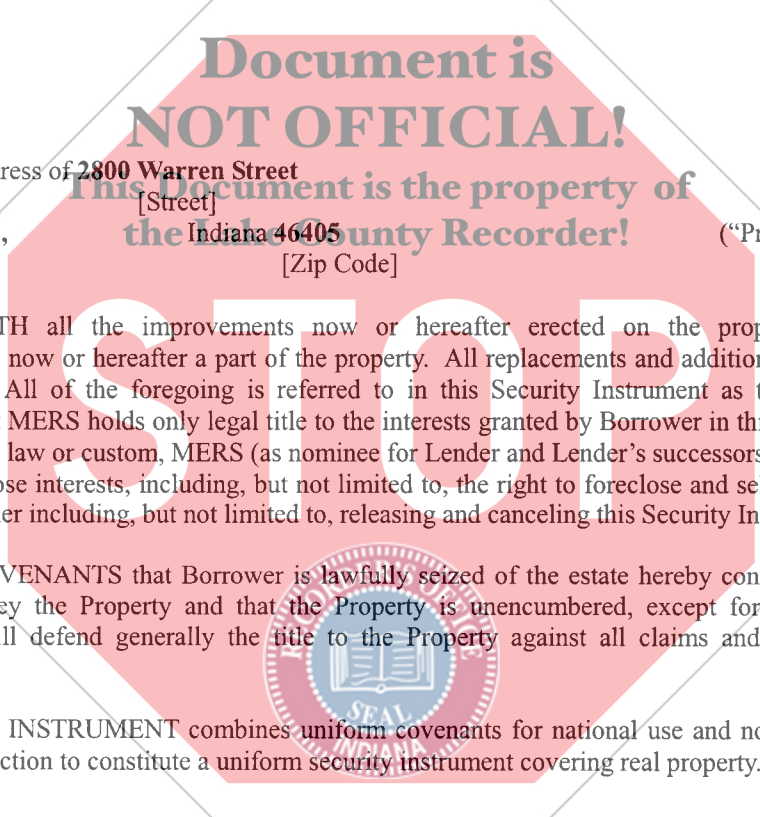 Document is
NOT OFFICIAL!
ress of 2800 Warren Street
This Document is the property of
[Street]
, Indiana 46405 ("Pr
the Lake County Recorder!
[Zip Code]
STOP
TH all the improvements now or hereafter erected on the prop
now or hereafter a part of the property. All replacements and addition
All of the foregoing is referred to in this Security Instrument as t
MERS holds only legal title to the interests granted by Borrower in thi
law or custom, MERS (as nominee for Lender and Lender's successors
ose interests, including, but not limited to, the right to foreclose and se
er including, but not limited to, releasing and canceling this Security In
VENANTS that Borrower is lawfully seized of the estate hereby con
ey the Property and that the Property is unencumbered, except for
ll defend generally the title to the Property against all claims and
RECORDER'S OFFICE
SEAL
INDIANA
INSTRUMENT combines uniform covenants for national use and no
ction to constitute a uniform security instrument covering real property.